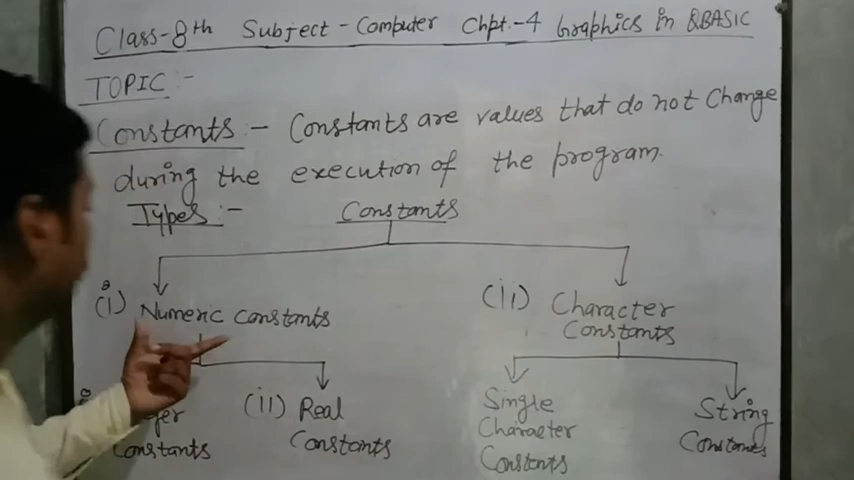 Class-8th Subject-Computer Chpt.-4 Graphics in QBASIC
TOPIC :-
Constants :- Constants are values that do not Change
during the execution of the program.
Types :- Constants
(i) Numeric constants
(ii) Character
Constants
(ii) Real
Constants
Constants
Single
Character
Constants
String
Constants